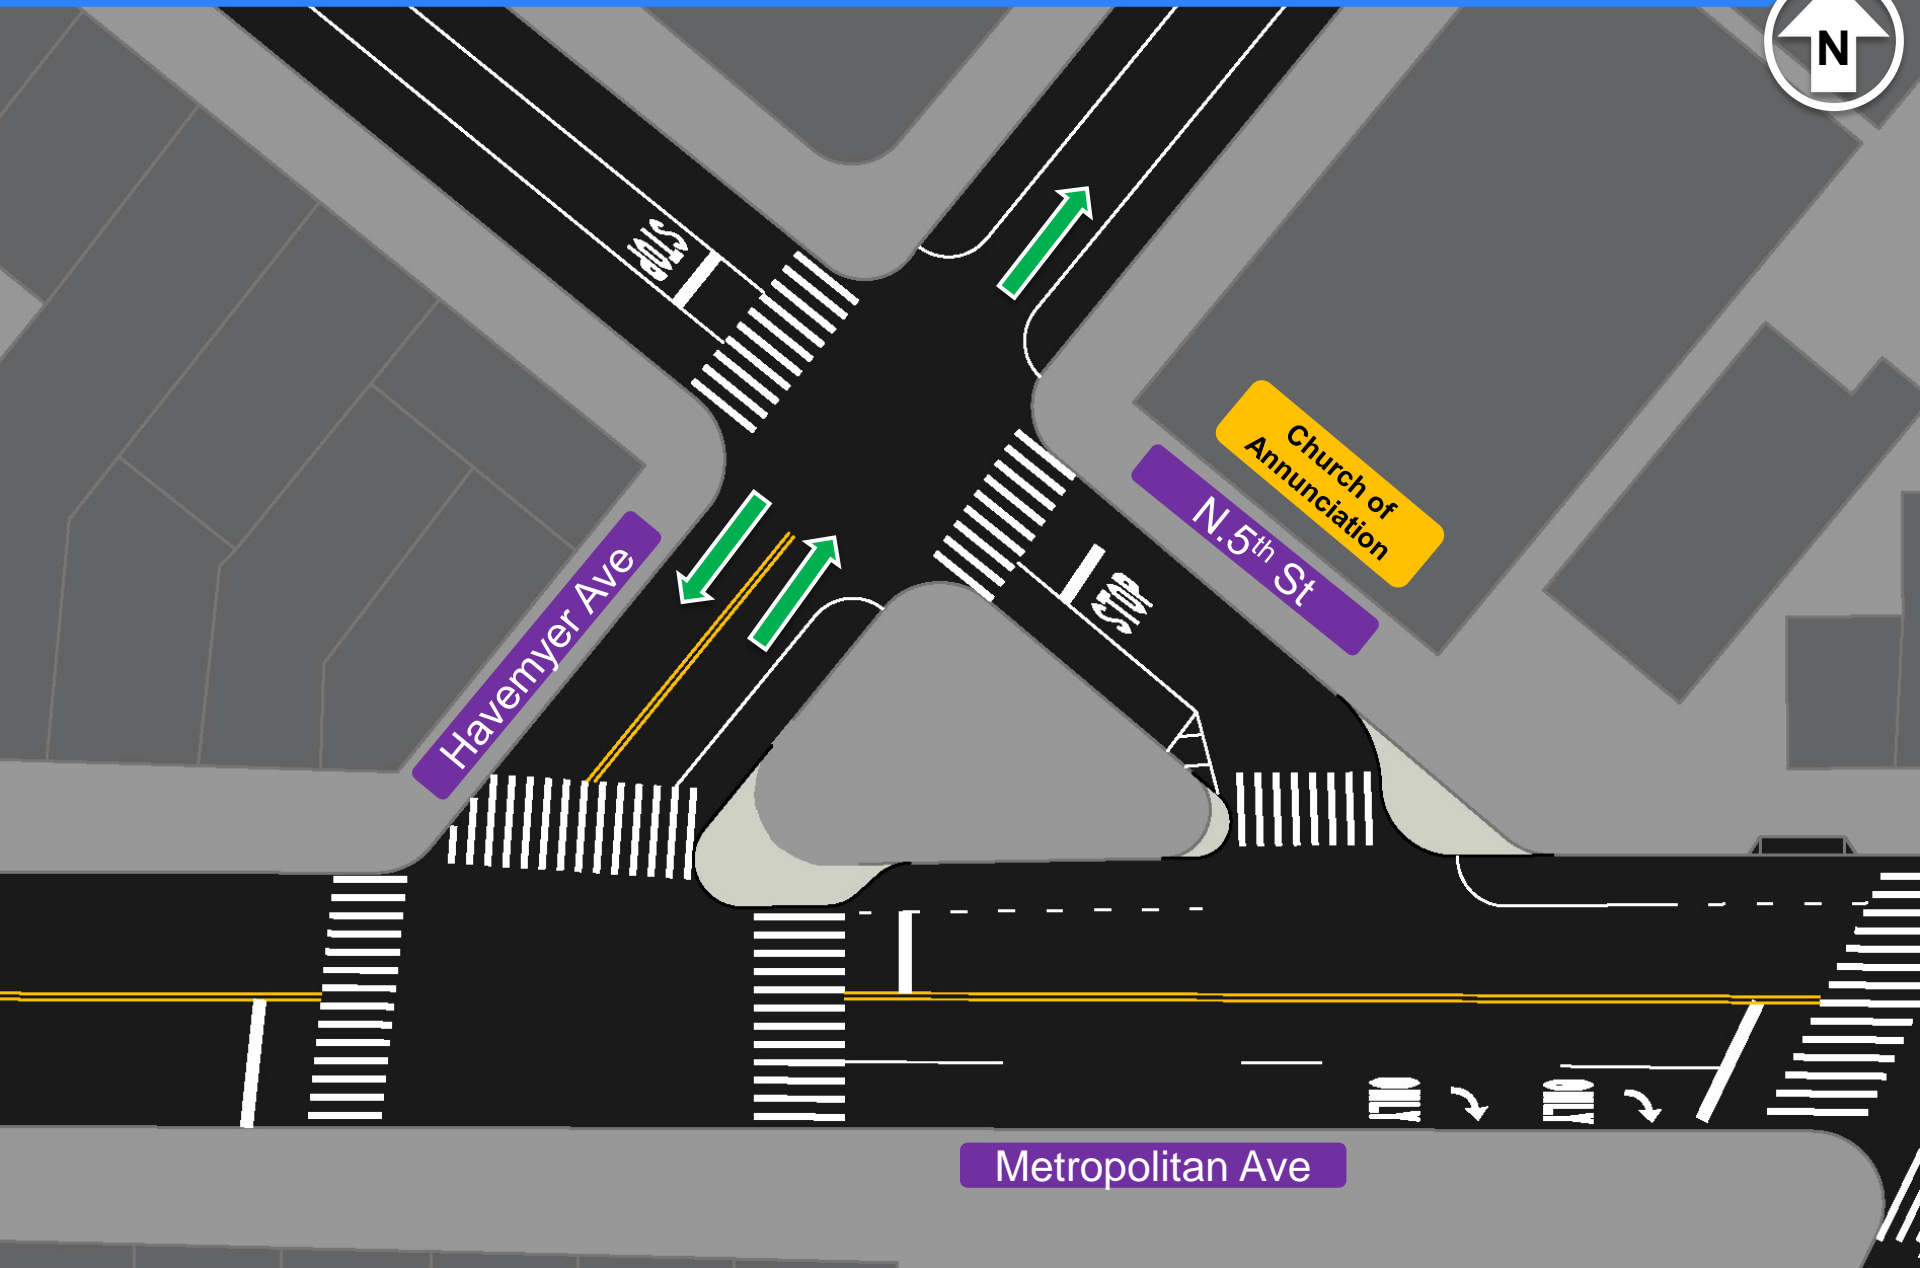 N
STOP
Church of
Annunciation
N.5th St
STOP
Havemyer Ave
ONLY
ONLY
Metropolitan Ave